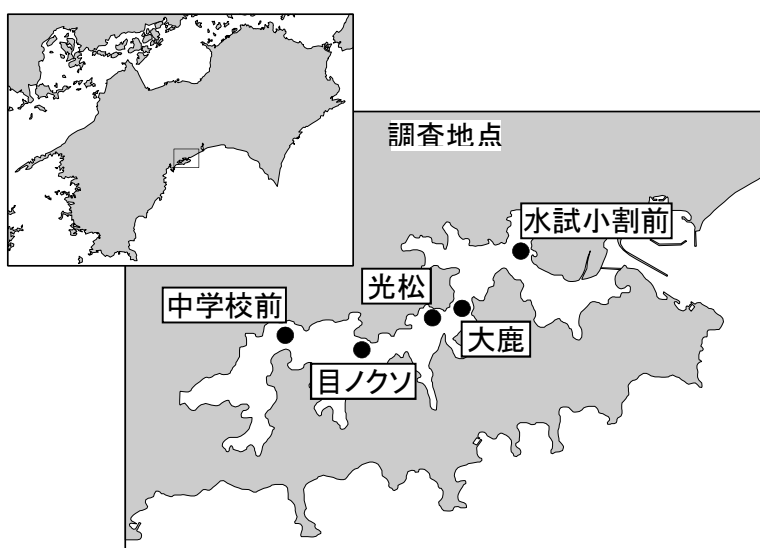 調査地点
水試小割前
光松
中学校前
大鹿
目ノクソ